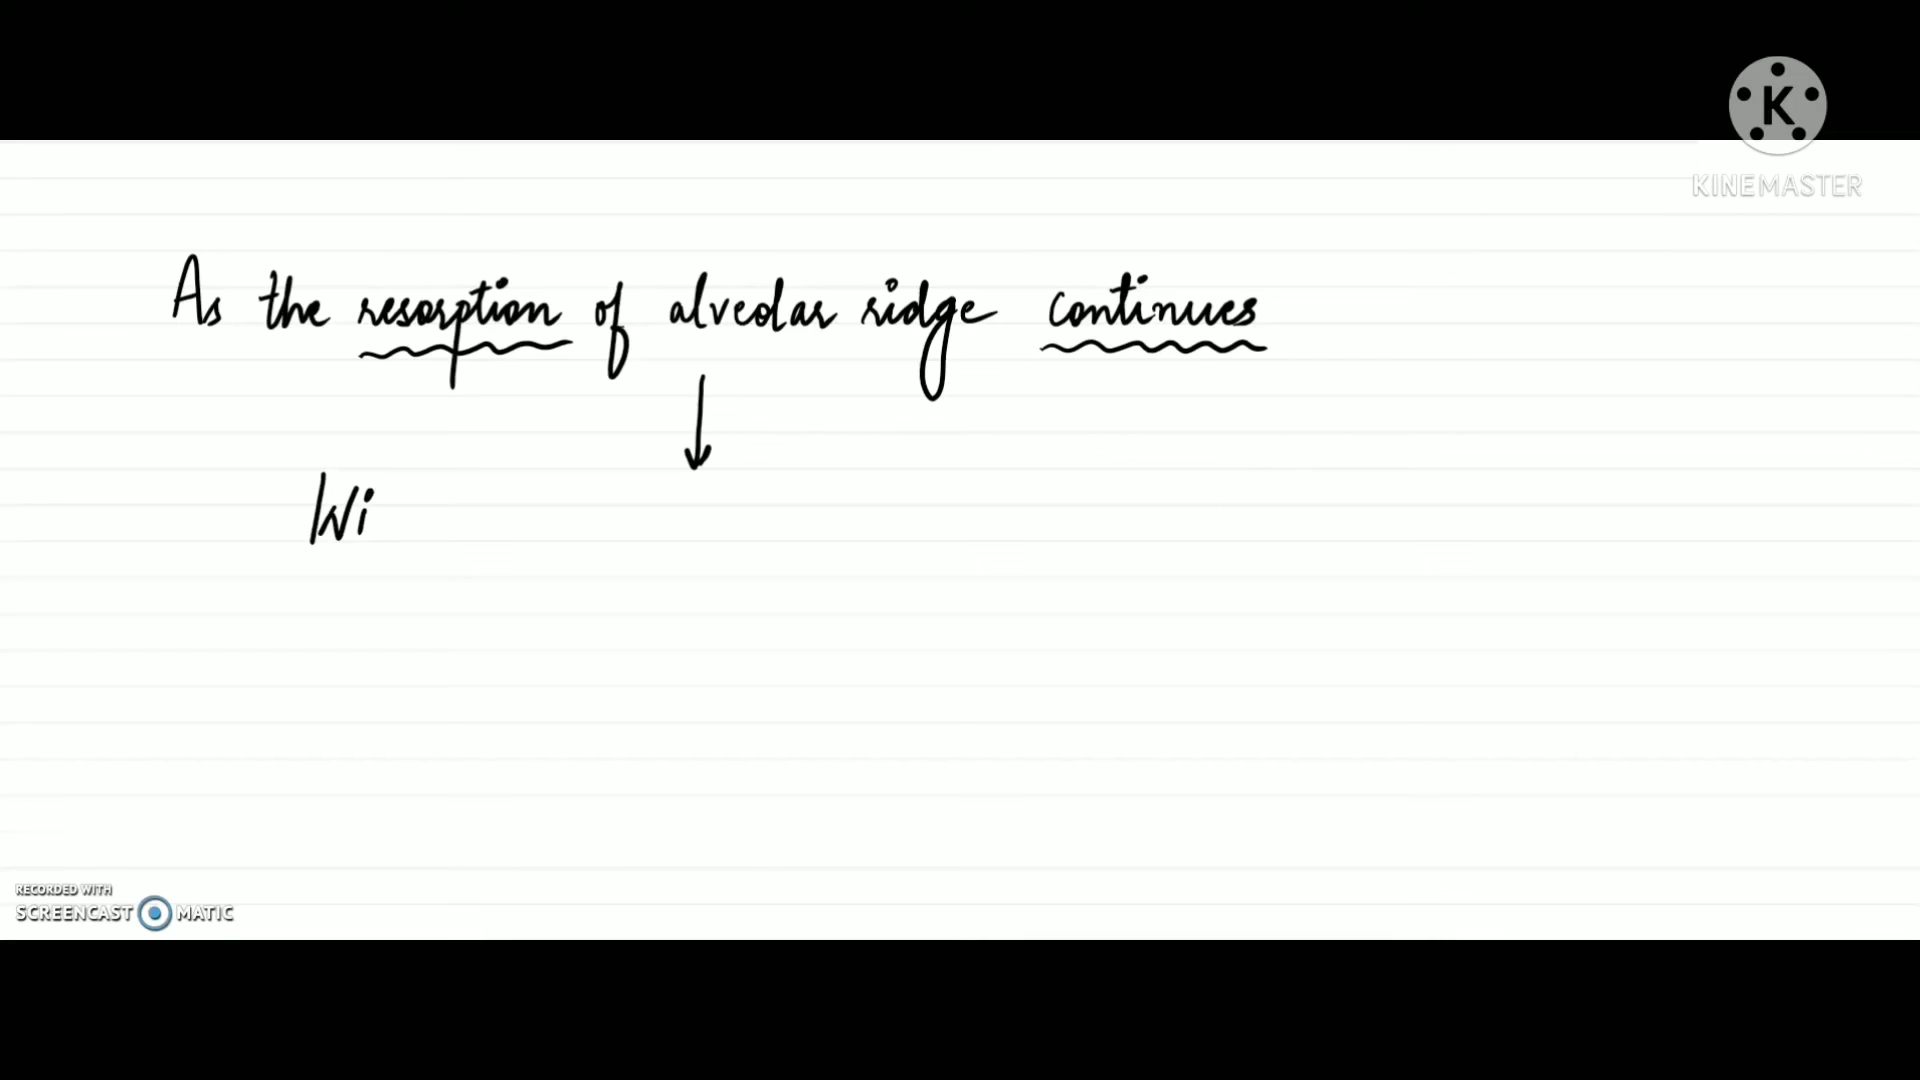 K
KINEMASTER
As the resorption of alveolar ridge continues
Wi
RECORDED WITH
SCREENCAST MATIC